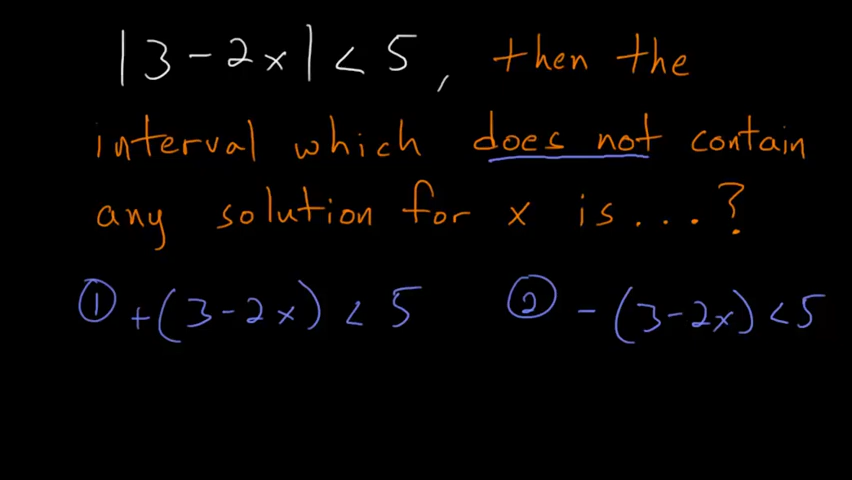 |3-2x| < 5, then the
interval which does not contain
any solution for x is...?
① +(3-2x) < 5 ② -(3-2x) < 5